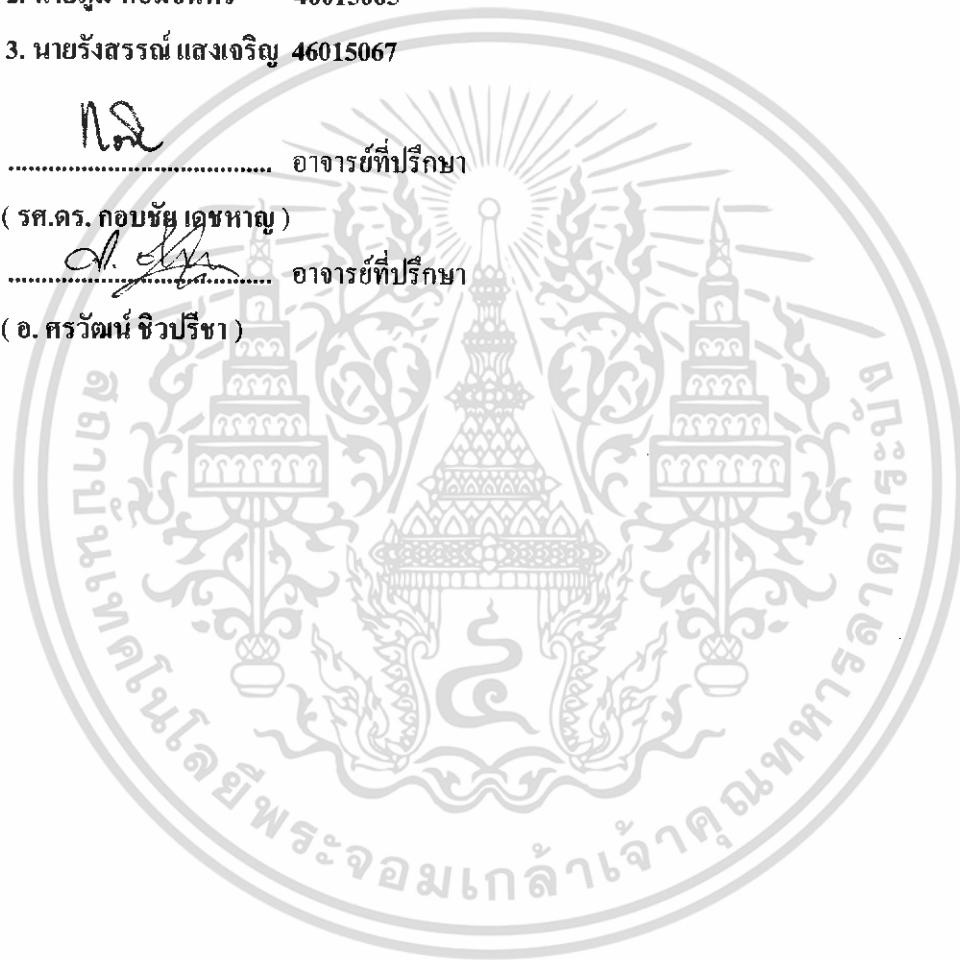 3. นายรังสรรณ์ แสงเจริญ 46015067
........................................ อาจารย์ที่ปรึกษา
( รศ.ดร. กอบชัย เดชหาญ )
........................................ อาจารย์ที่ปรึกษา
( อ. ศรวัฒน์ ชิวปรีชา )
สถาบันเทคโนโลยีพระจอมเกล้าเจ้าคุณทหารลาดกระบัง